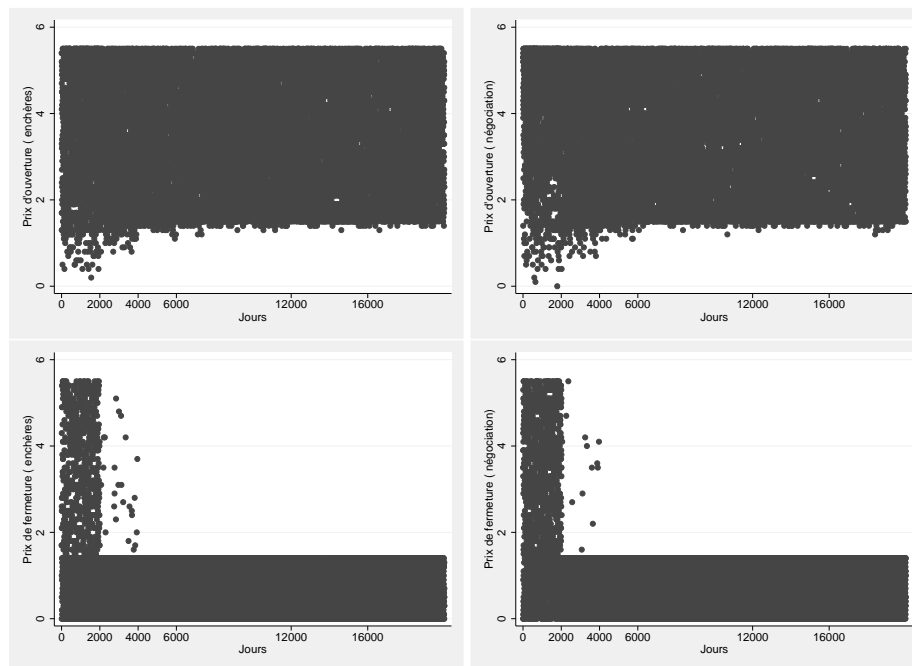 Prix d'ouverture ( enchères)
6
4
2
0
0 2000 4000 6000 12000 16000
Jours
Prix d'ouverture ( négociation)
6
4
2
0
0 2000 4000 6000 12000 16000
Jours
Prix de fermeture ( enchères)
6
4
2
0
0 2000 4000 6000 12000 16000
Jours
Prix de fermeture ( négociation)
6
4
2
0
0 2000 4000 6000 12000 16000
Jours